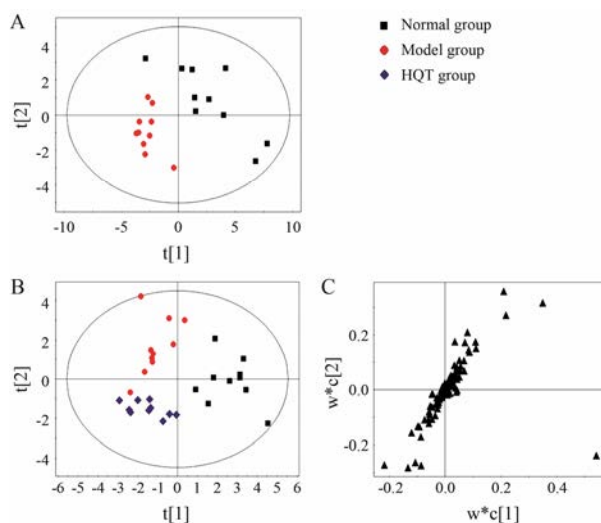 A
4
2
0
-2
-4
t[2]
-10 -5 0 5 10
t[1]
Normal group
Model group
HQT group
B
4
2
0
-2
-4
t[2]
-6 -5 -4 -3 -2 -1 0 1 2 3 4 5 6
t[1]
C
0.2
0.0
-0.2
w*c[2]
-0.2 0.0 0.2 0.4
w*c[1]